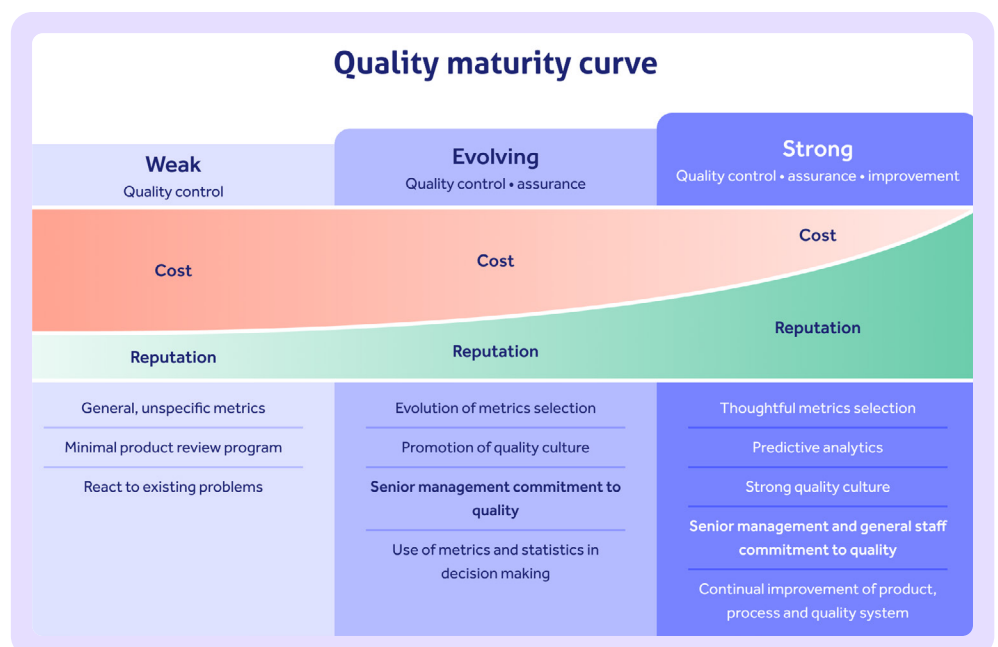 Quality maturity curve
Weak
Quality control
Evolving
Quality control • assurance
Strong
Quality control • assurance • improvement
Cost
Cost
Cost
Reputation
Reputation
Reputation
General, unspecific metrics
Minimal product review program
React to existing problems
Evolution of metrics selection
Promotion of quality culture
Senior management commitment to
quality
Use of metrics and statistics in
decision making
Thoughtful metrics selection
Predictive analytics
Strong quality culture
Senior management and general staff
commitment to quality
Continual improvement of product,
process and quality system